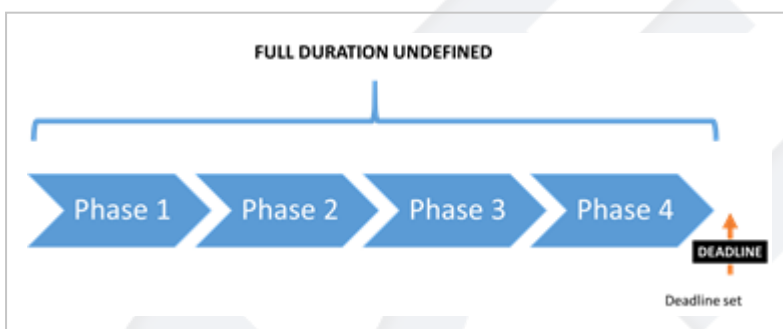 FULL DURATION UNDEFINED
Phase 1
Phase 2
Phase 3
Phase 4
DEADLINE
Deadline set